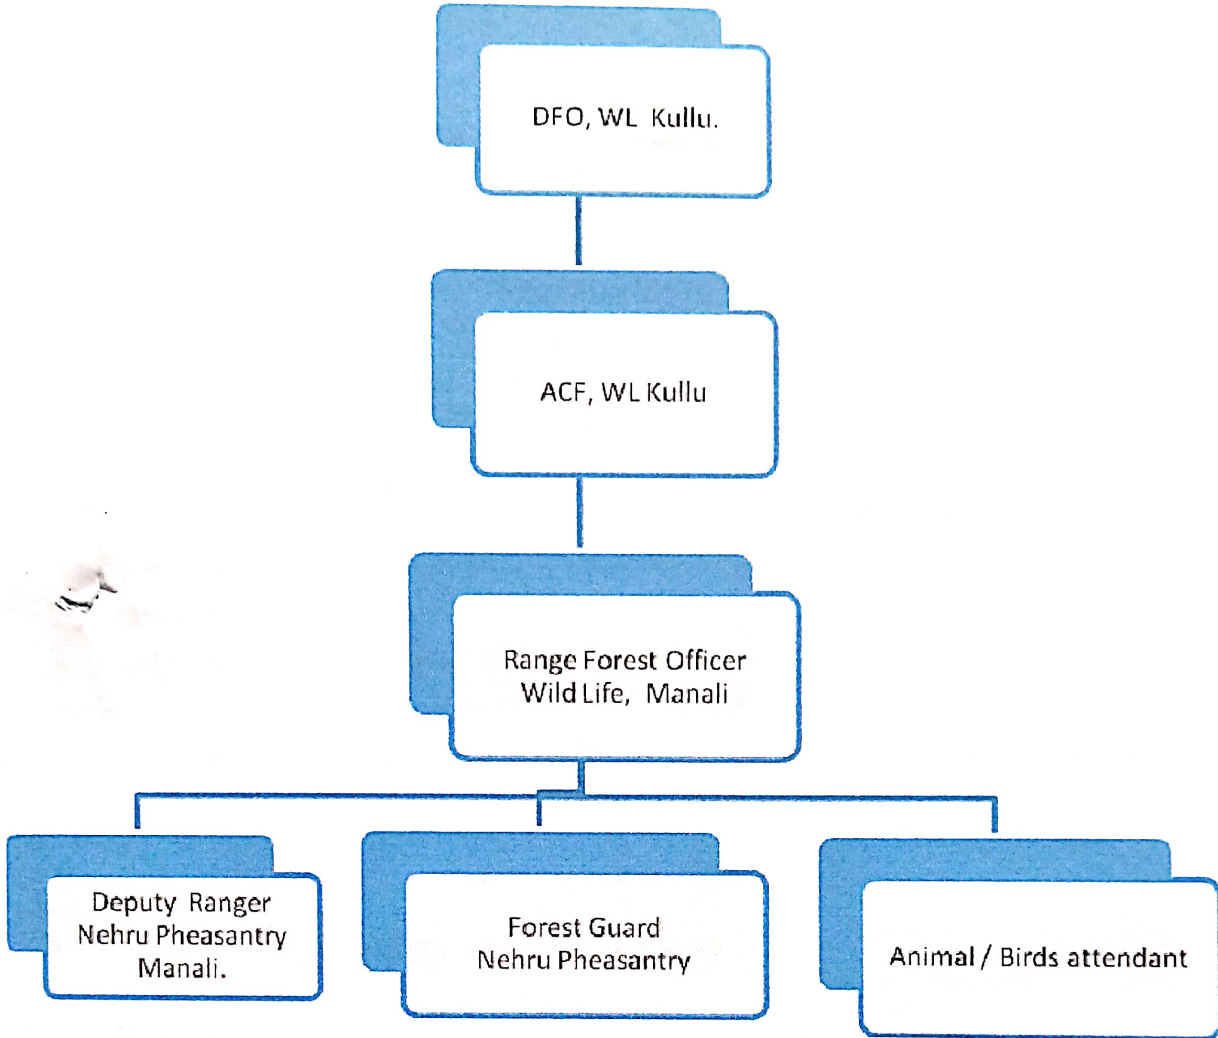 DFO, WL Kullu.
ACF, WL Kullu
Range Forest Officer
Wild Life, Manali
Deputy Ranger
Nehru Pheasantry
Manali.
Forest Guard
Nehru Pheasantry
Animal / Birds attendant